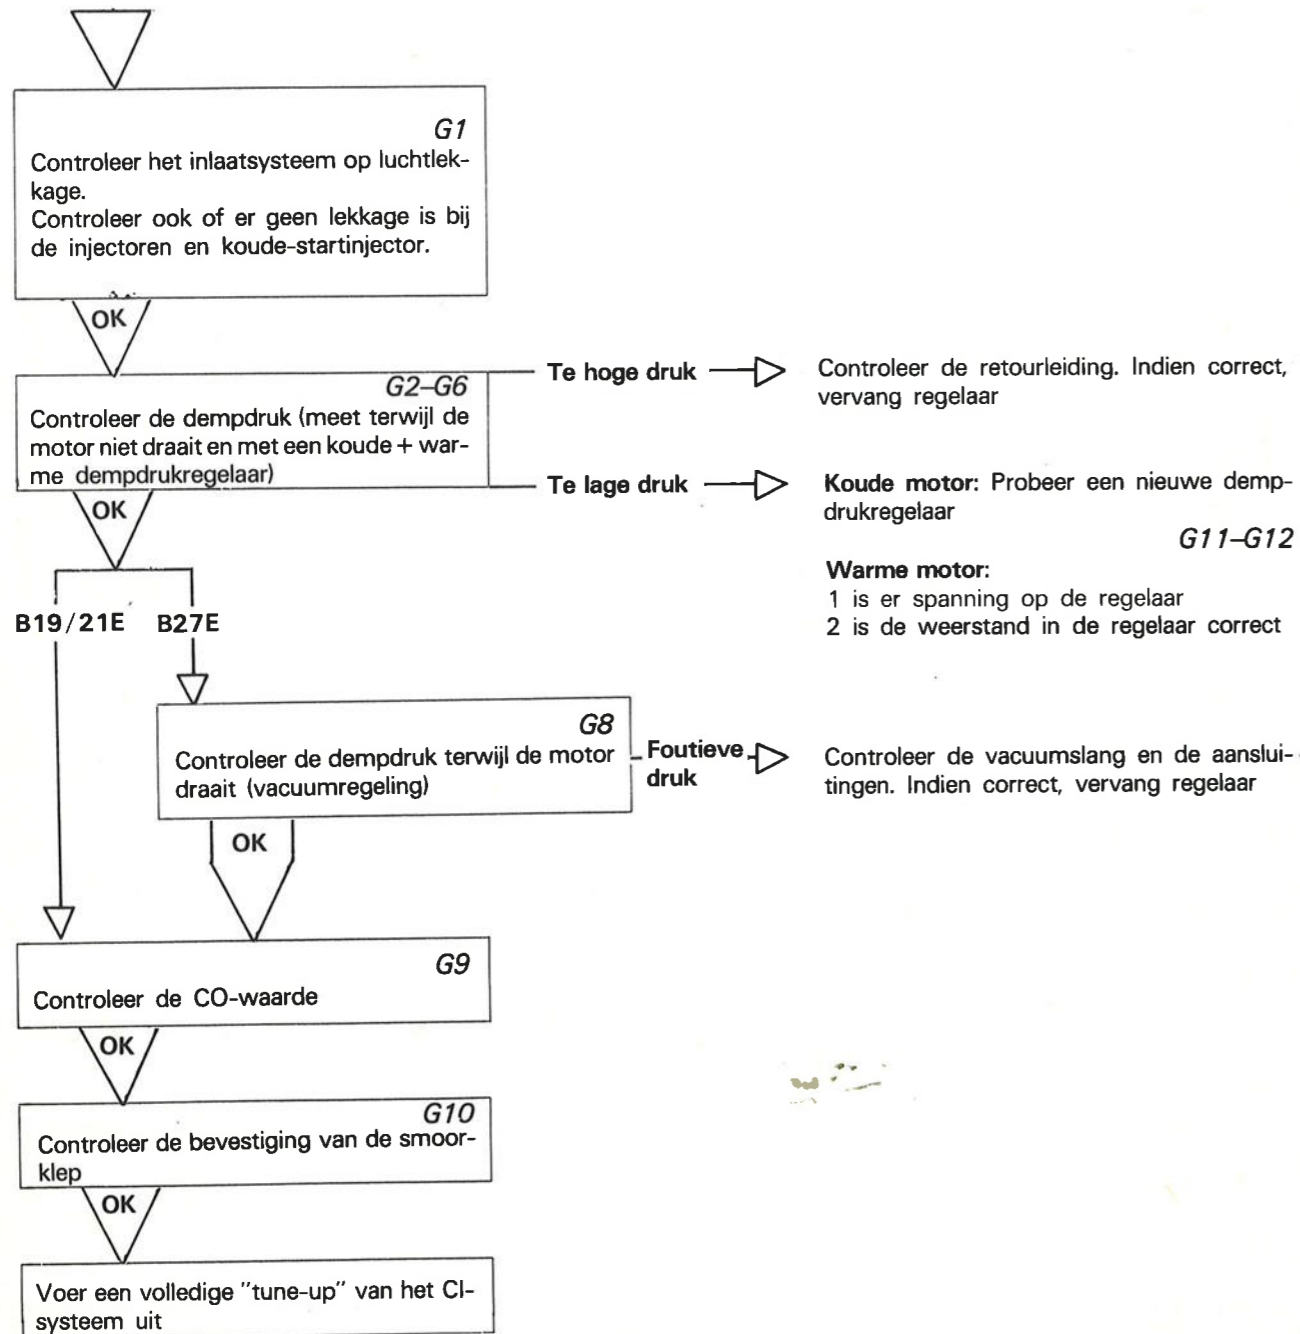 G1
Controleer het inlaatsysteem op luchtlek-
kage.
Controleer ook of er geen lekkage is bij
de injectoren en koude-startinjector.
OK
G2–G6
Controleer de dempdruk (meet terwijl de
motor niet draait en met een koude + war-
me dempdrukregelaar)
Te hoge druk
Controleer de retourleiding. Indien correct,
vervang regelaar
Te lage druk
Koude motor: Probeer een nieuwe demp-
drukregelaar
G11–G12
Warme motor:
1 is er spanning op de regelaar
2 is de weerstand in de regelaar correct
OK
B19/21E B27E
G8
Controleer de dempdruk terwijl de motor
draait (vacuumregeling)
Foutieve
druk
Controleer de vacuumslang en de aanslui-
tingen. Indien correct, vervang regelaar
OK
G9
Controleer de CO-waarde
OK
G10
Controleer de bevestiging van de smoor-
klep
OK
Voer een volledige "tune-up" van het CI-
systeem uit